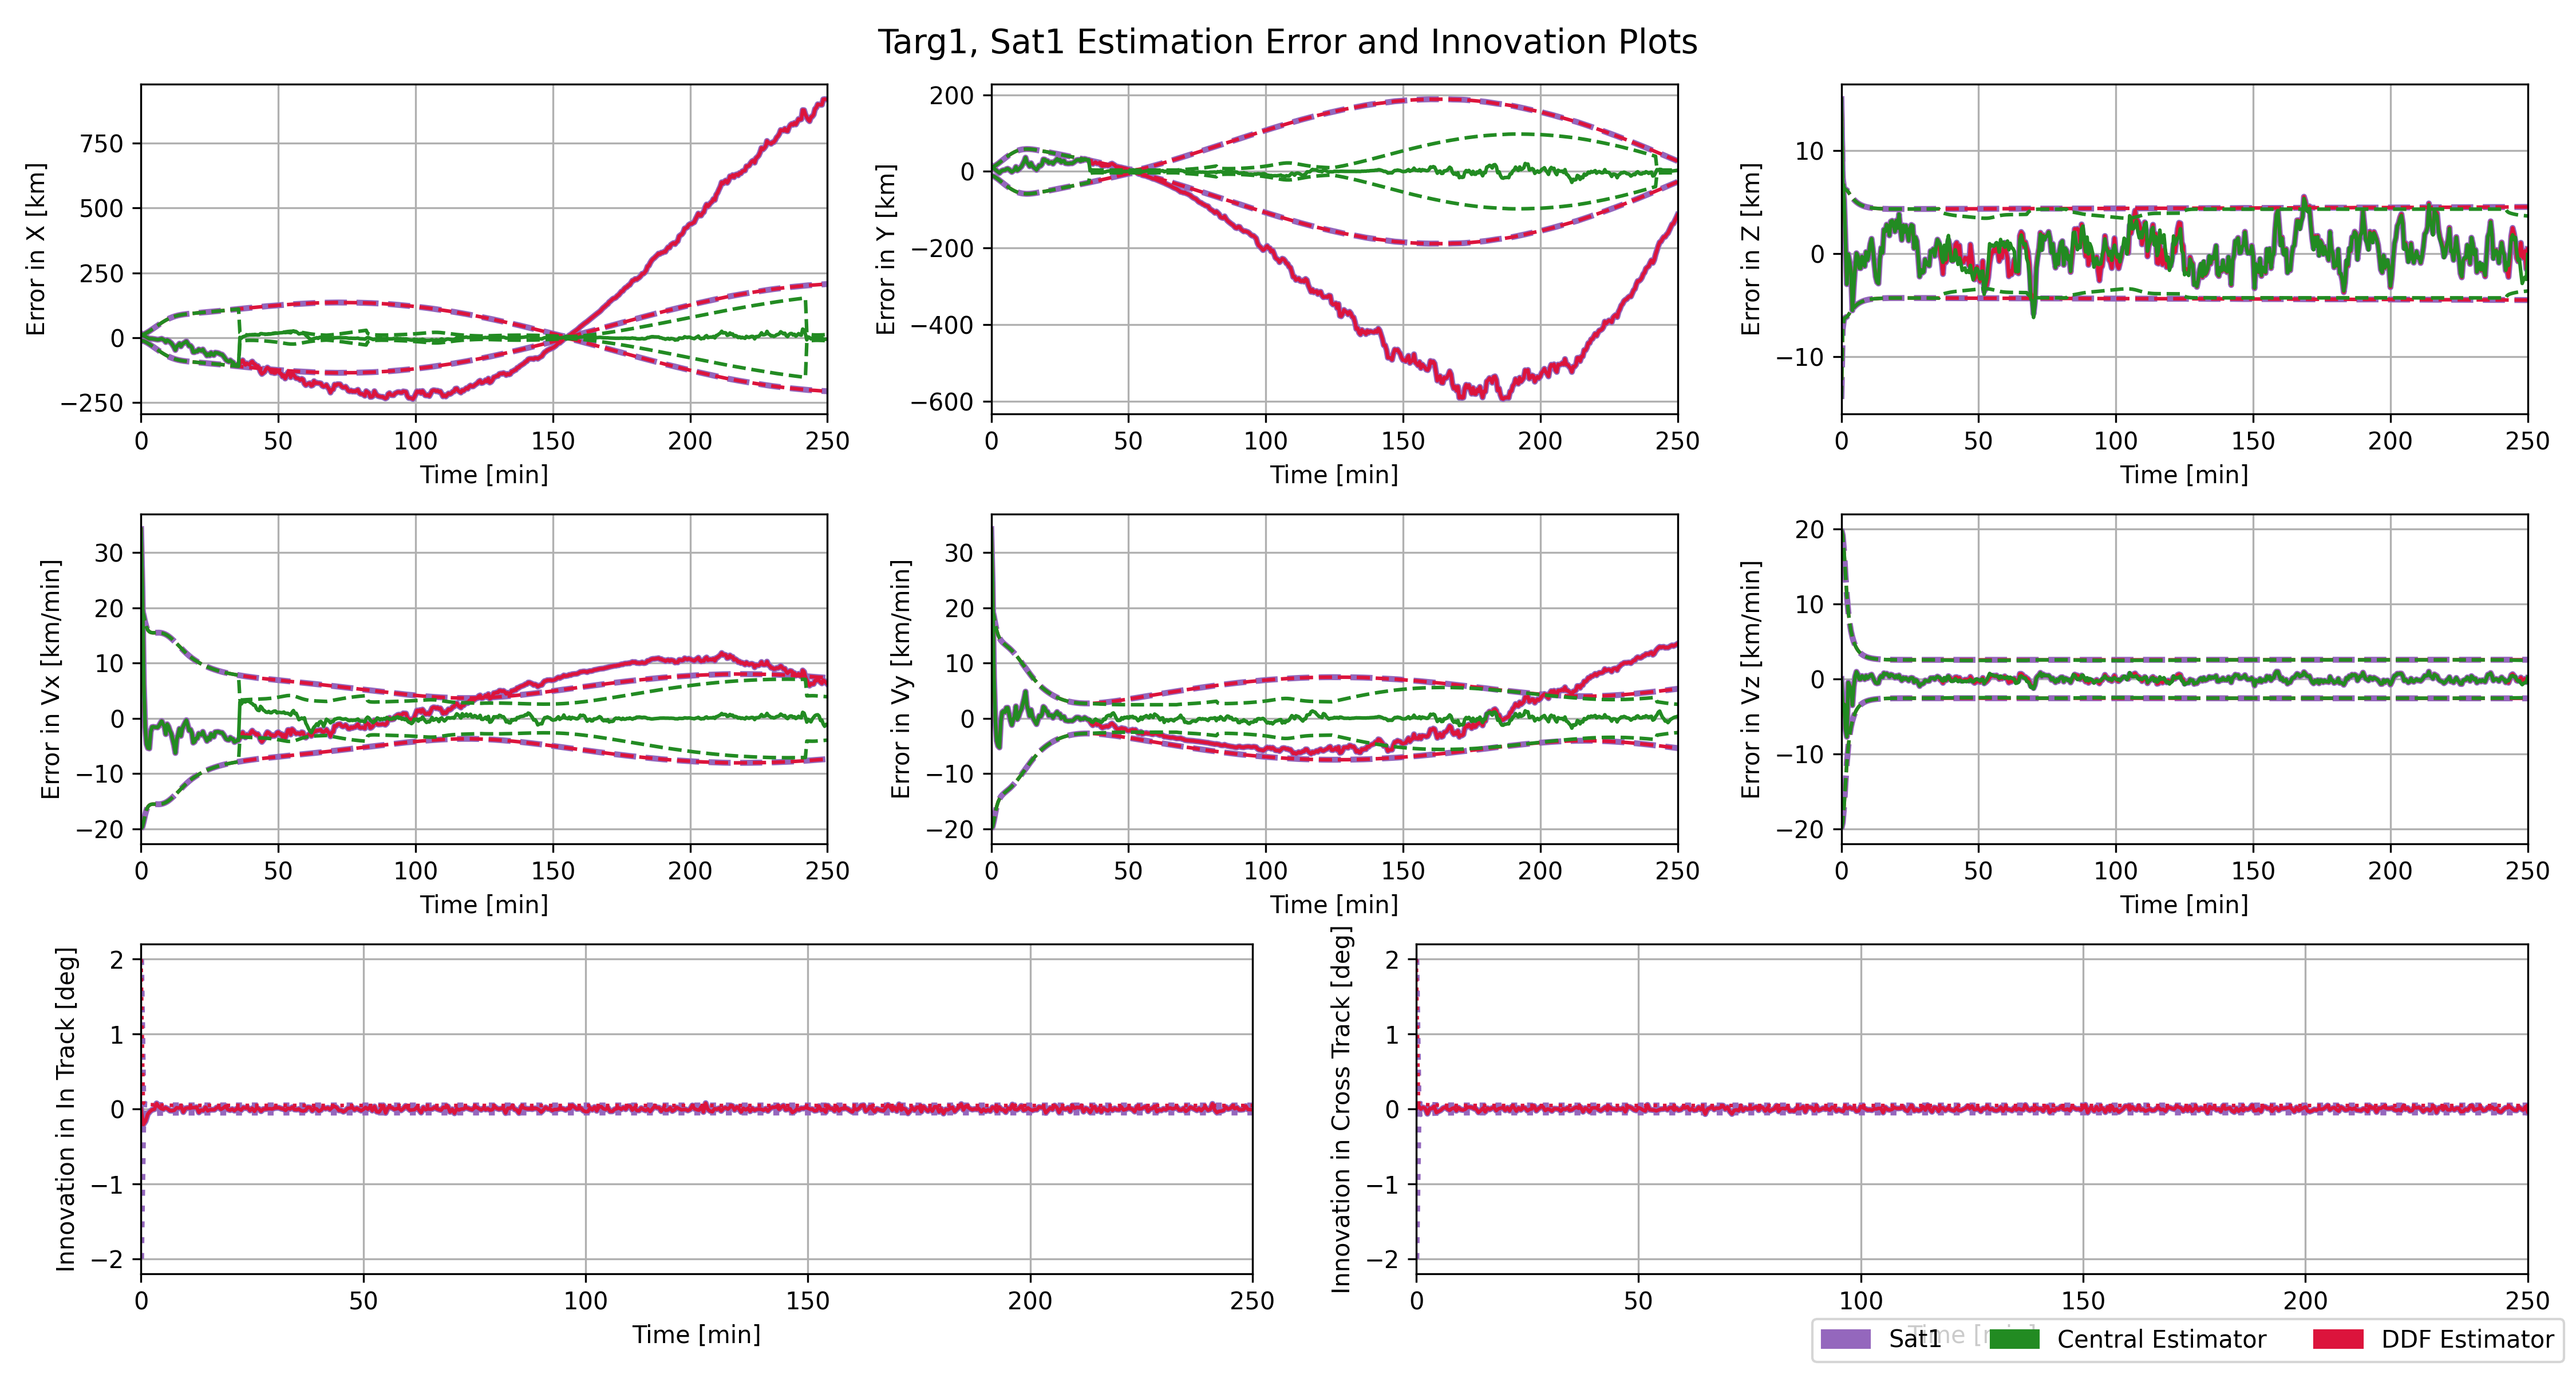 Targ1, Sat1 Estimation Error and Innovation Plots
Error in X [km]
750
500
250
0
−250
0 50 100 150 200 250
Time [min]
Error in Y [km]
200
0
−200
−400
−600
0 50 100 150 200 250
Time [min]
Error in Z [km]
10
0
−10
0 50 100 150 200 250
Time [min]
Error in Vx [km/min]
30
20
10
0
−10
−20
0 50 100 150 200 250
Time [min]
Error in Vy [km/min]
30
20
10
0
−10
−20
0 50 100 150 200 250
Time [min]
Error in Vz [km/min]
20
10
0
−10
−20
0 50 100 150 200 250
Time [min]
Innovation in In Track [deg]
2
1
0
−1
−2
0 50 100 150 200 250
Time [min]
Innovation in Cross Track [deg]
2
1
0
−1
−2
0 50 100 150 200 250
Time [min]
Sat1 Central Estimator DDF Estimator